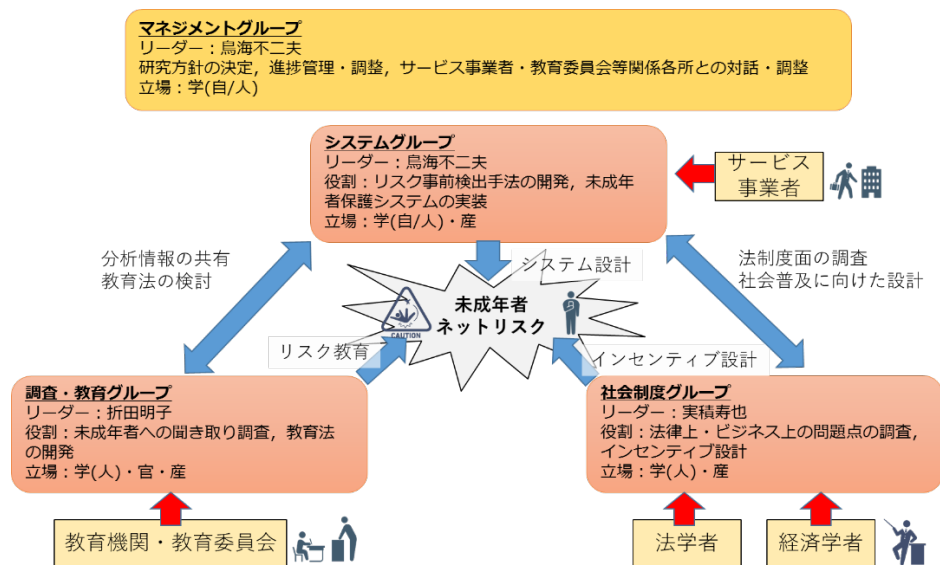 マネジメントグループ
リーダー：鳥海不二夫
研究方針の決定，進捗管理・調整，サービス事業者・教育委員会等関係各所との対話・調整
立場：学(自/人)
システムグループ
リーダー：鳥海不二夫
役割：リスク事前検出手法の開発，未成年
者保護システムの実装
立場：学(自/人)・産
サービス
事業者
分析情報の共有
教育法の検討
システム設計
法制度面の調査
社会普及に向けた設計
未成年者
ネットリスク
CAUTION
リスク教育
インセンティブ設計
調査・教育グループ
リーダー：折田明子
役割：未成年者への聞き取り調査，教育法
の開発
立場：学(人)・官・産
社会制度グループ
リーダー：実積寿也
役割：法律上・ビジネス上の問題点の調査，
インセンティブ設計
立場：学(人)・産
教育機関・教育委員会
法学者
経済学者